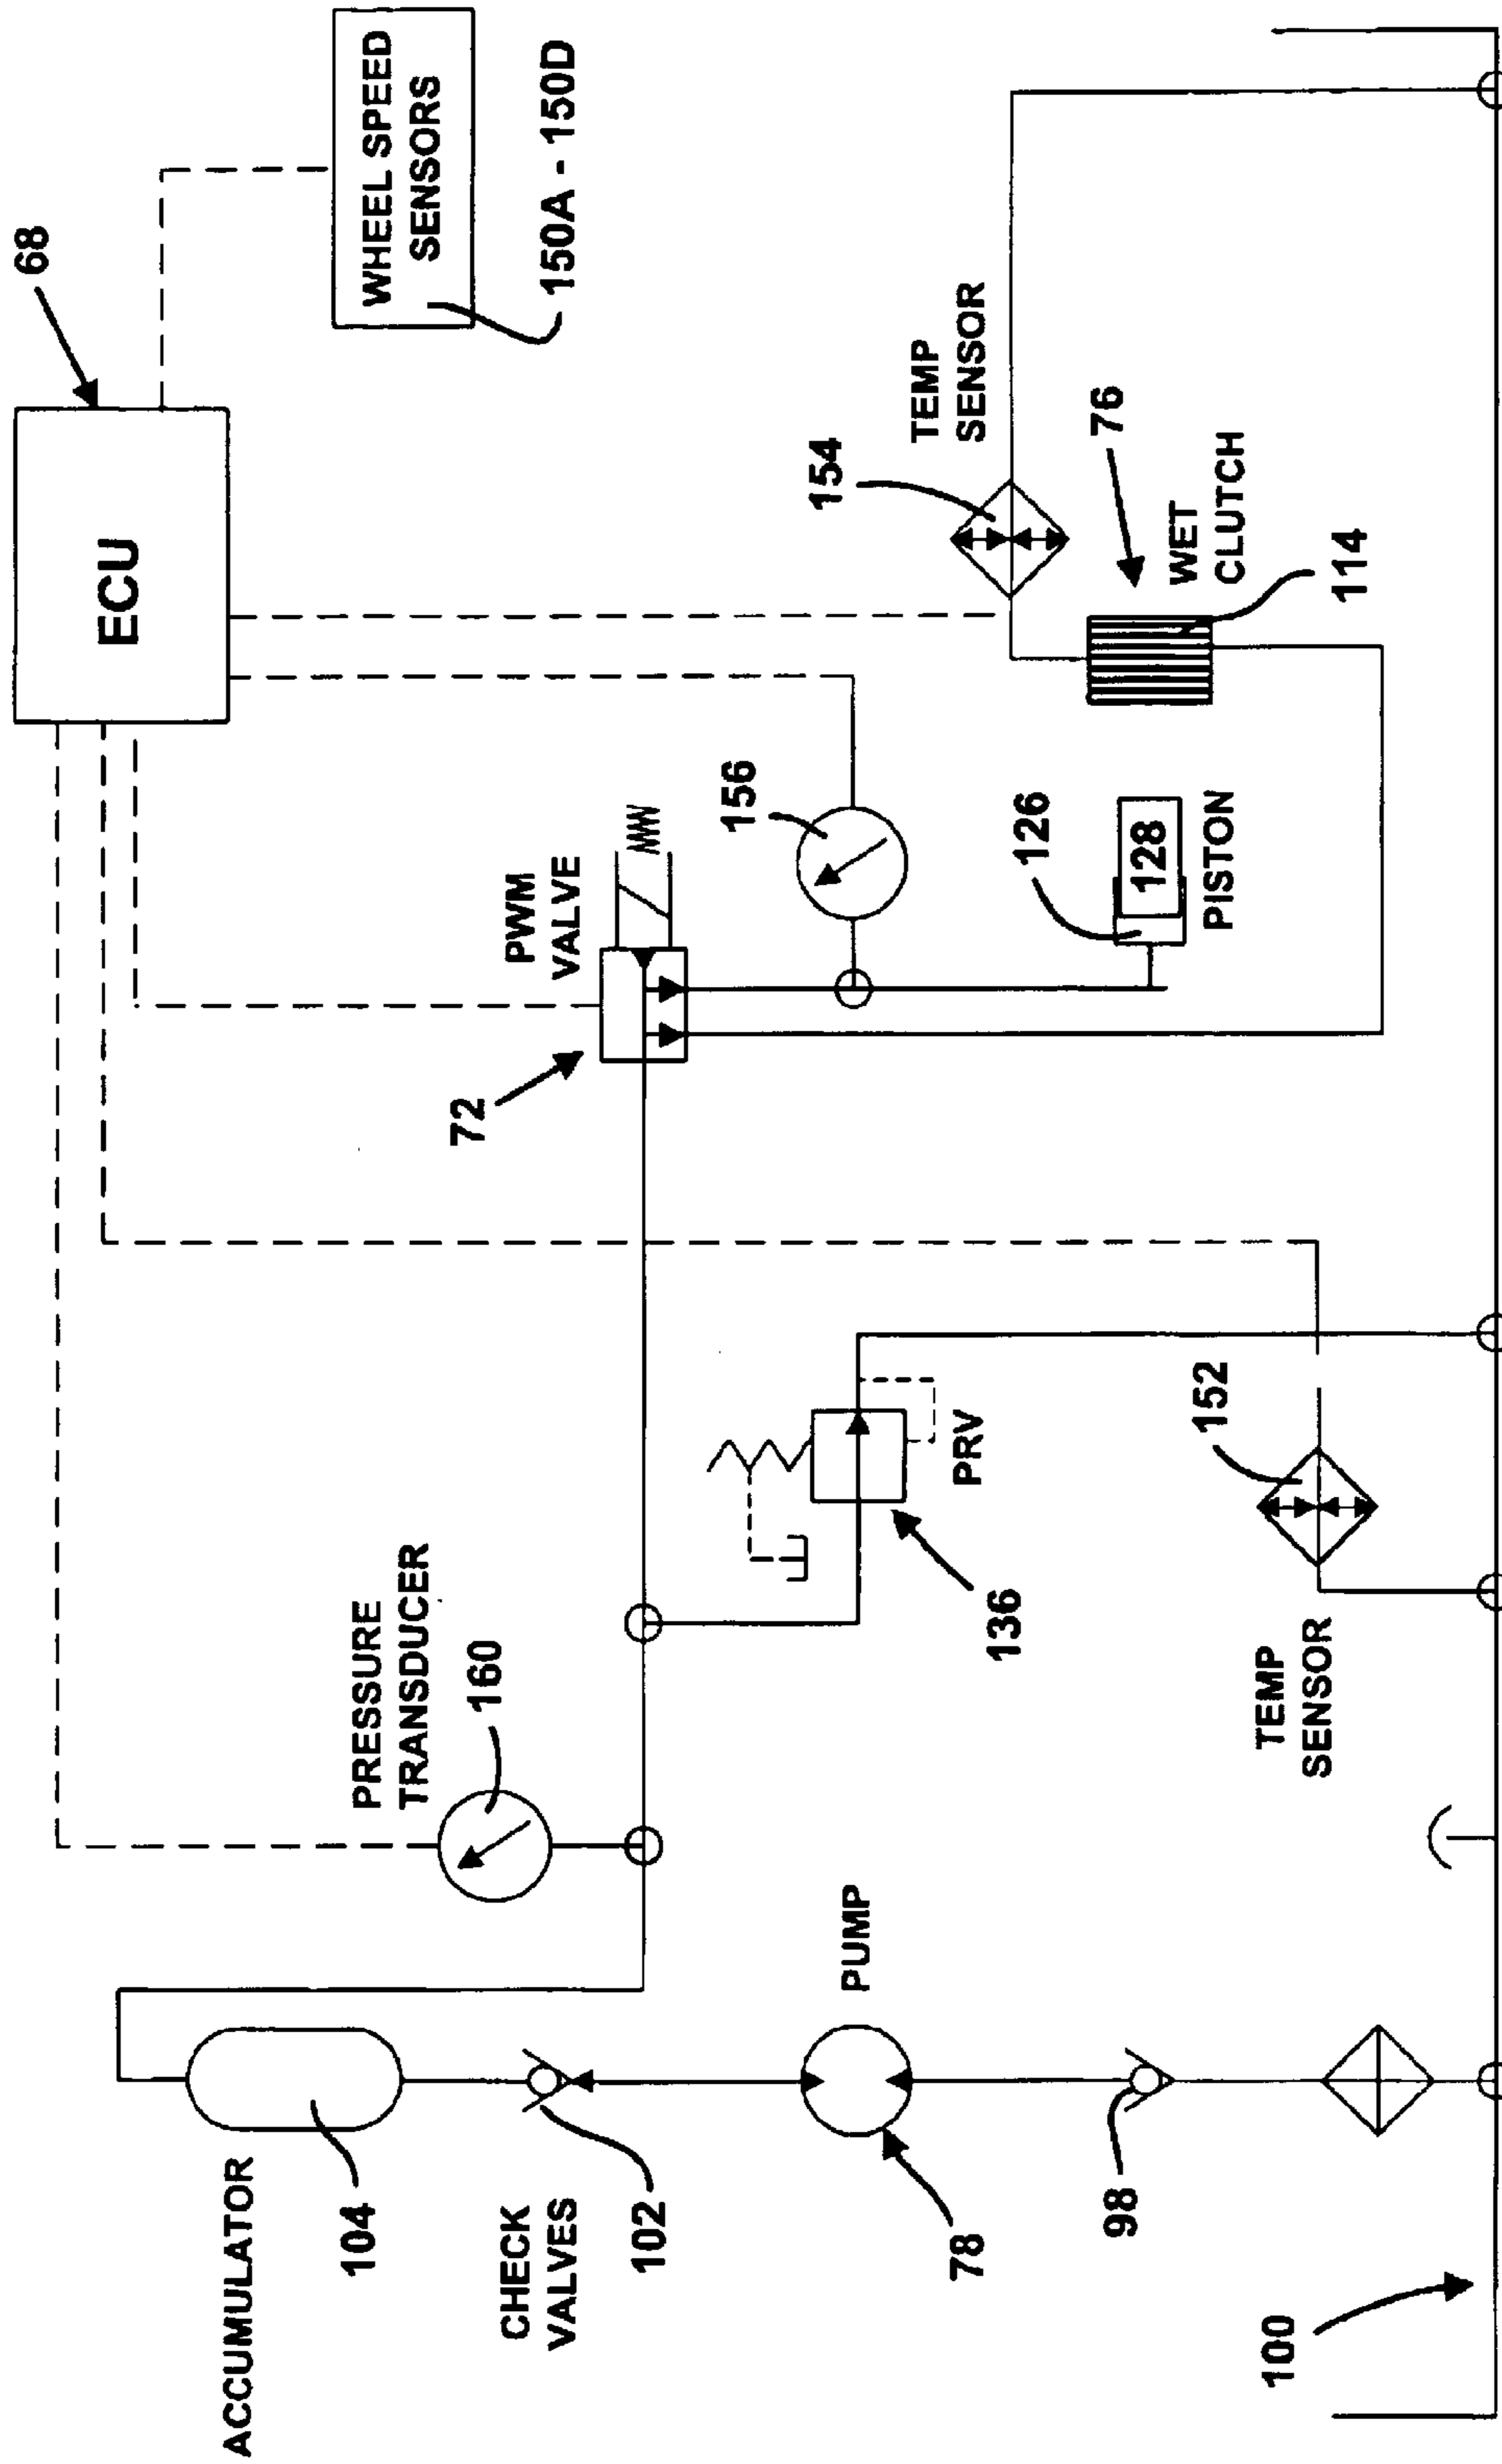 ACCUMULATOR
104
CHECK
VALVES
102
78
PUMP
98
100
PRESSURE
TRANSDUCER
160
136
PRV
TEMP
SENSOR
152
72
PWM
VALVE
156
126
128
PISTON
ECU
68
WHEEL SPEED
SENSORS
150A - 150D
TEMP
SENSOR
154
76
WET
CLUTCH
114